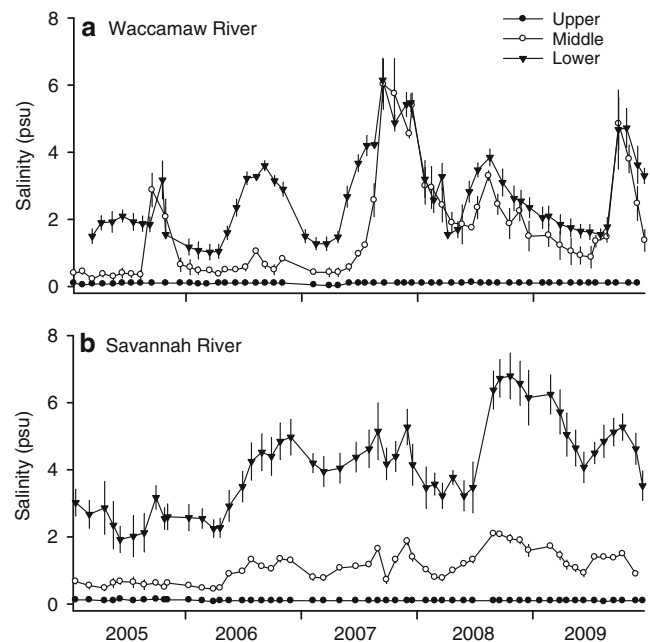 a Waccamaw River
Upper
Middle
Lower
Salinity (psu)
8
6
4
2
0
b Savannah River
Salinity (psu)
8
6
4
2
0
2005 2006 2007 2008 2009